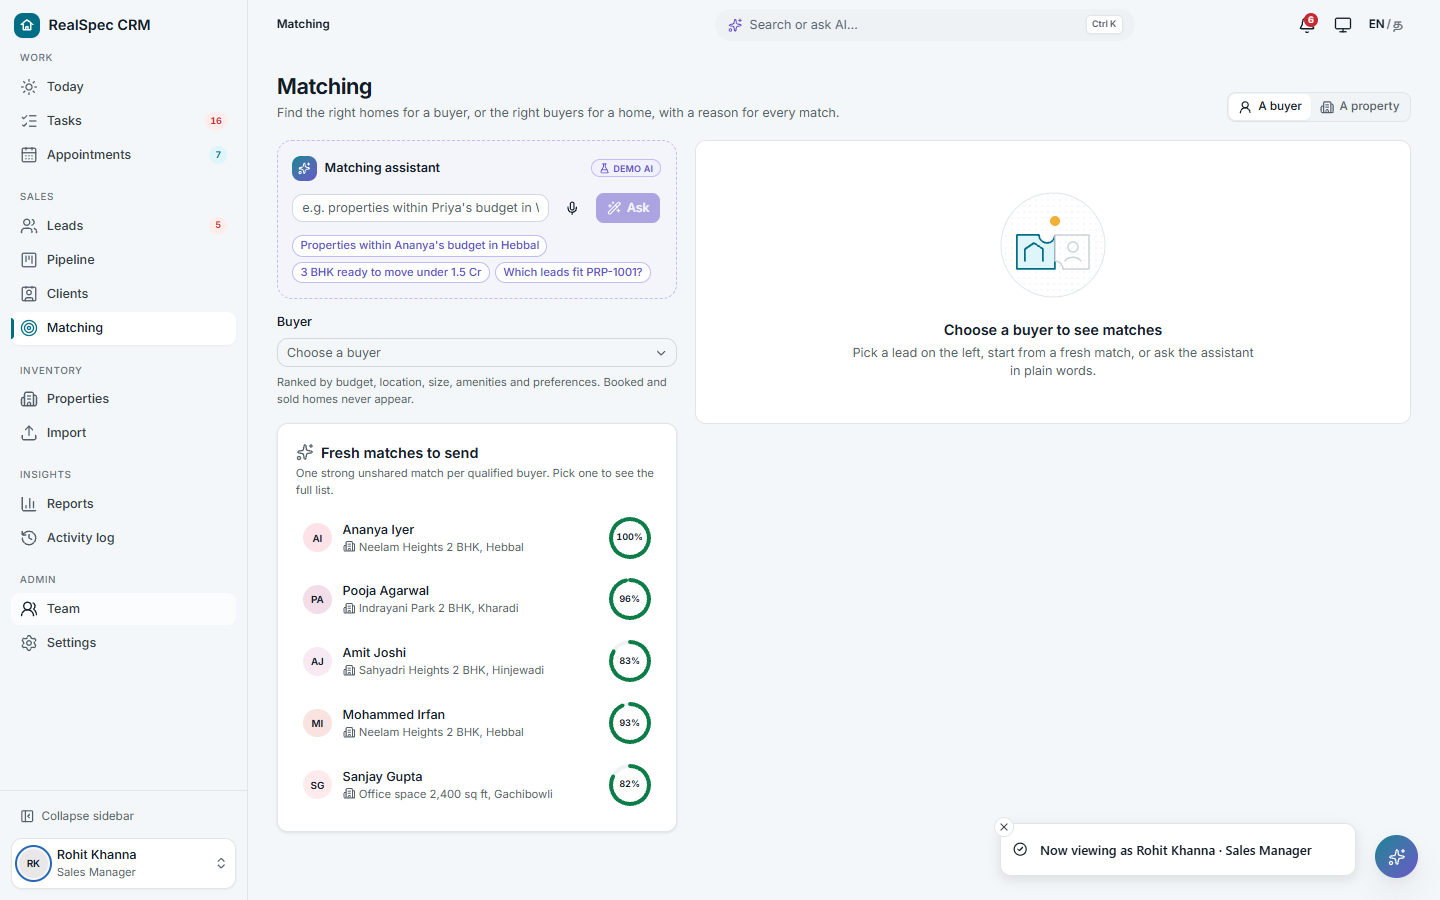 RealSpec CRM
WORK
Today
Tasks
16
Appointments
7
SALES
Leads
5
Pipeline
Clients
Matching
INVENTORY
Properties
Import
INSIGHTS
Reports
Activity log
ADMIN
Team
Settings
Collapse sidebar
RK
Rohit Khanna
Sales Manager
Matching
Search or ask AI...
Ctrl K
6
EN / த
Matching
Find the right homes for a buyer, or the right buyers for a home, with a reason for every match.
A buyer
A property
Matching assistant
DEMO AI
e.g. properties within Priya's budget in
Ask
Properties within Ananya's budget in Hebbal
3 BHK ready to move under 1.5 Cr
Which leads fit PRP-1001?
Buyer
Choose a buyer
Ranked by budget, location, size, amenities and preferences. Booked and
sold homes never appear.
Fresh matches to send
One strong unshared match per qualified buyer. Pick one to see the
full list.
AI
Ananya Iyer
Neelam Heights 2 BHK, Hebbal
100%
PA
Pooja Agarwal
Indrayani Park 2 BHK, Kharadi
96%
AJ
Amit Joshi
Sahyadri Heights 2 BHK, Hinjewadi
83%
MI
Mohammed Irfan
Neelam Heights 2 BHK, Hebbal
93%
SG
Sanjay Gupta
Office space 2,400 sq ft, Gachibowli
82%
Choose a buyer to see matches
Pick a lead on the left, start from a fresh match, or ask the assistant
in plain words.
Now viewing as Rohit Khanna · Sales Manager